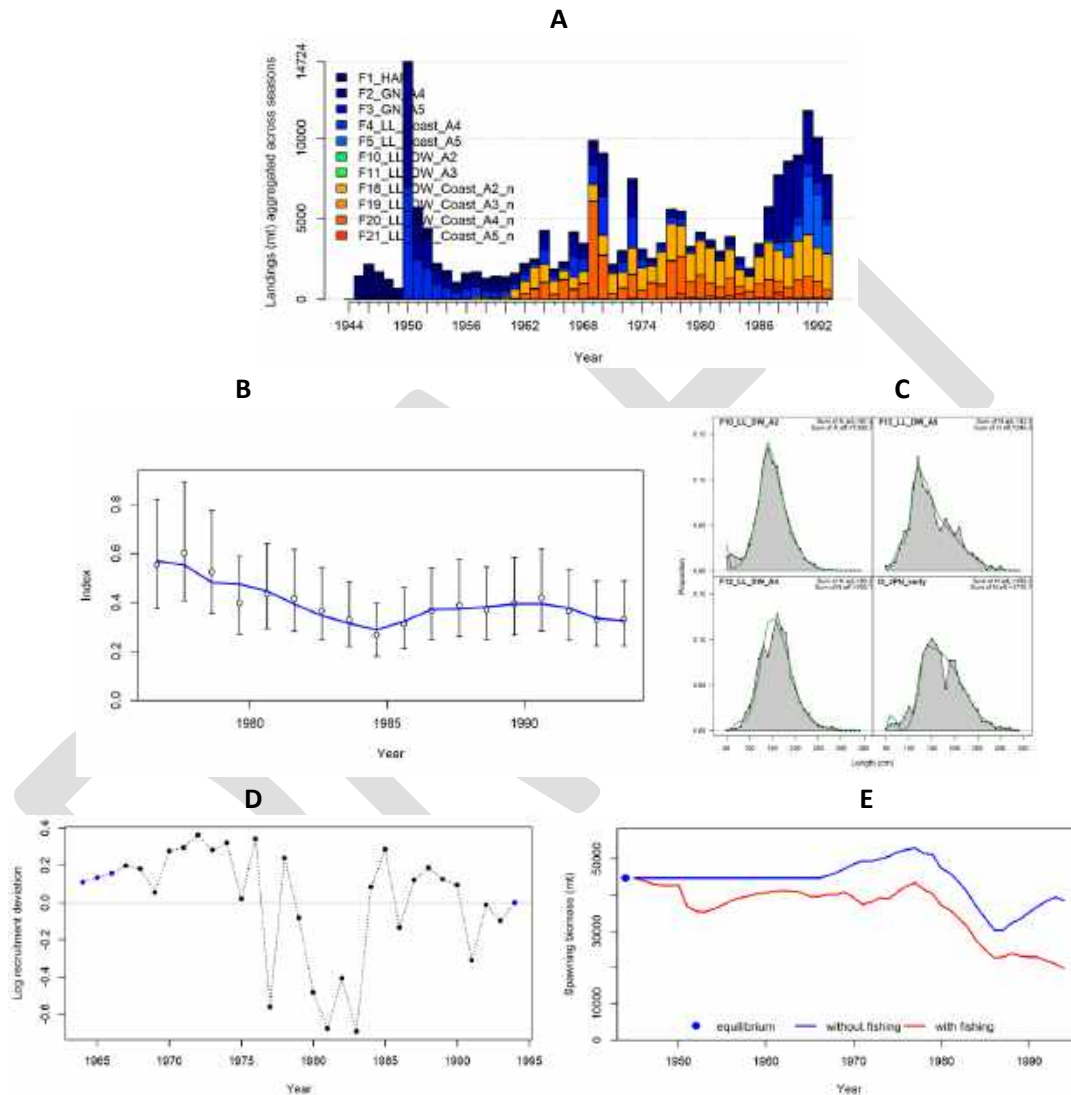 A
Landings (mt) aggregated across seasons
14724
10000
5000
0
F1_HA
F2_GN_A4
F3_GN_A5
F4_LL_Coast_A4
F5_LL_Coast_A5
F10_LL_DW_A2
F11_LL_DW_A3
F18_LL_DW_Coast_A2_n
F19_LL_DW_Coast_A3_n
F20_LL_DW_Coast_A4_n
F21_LL_DW_Coast_A5_n
1944 1950 1956 1962 1968 1974 1980 1986 1992
Year
B
Index
0.8
0.6
0.4
0.2
0.0
1980 1985 1990
Year
C
F10_LL_DW_A2
Length (cm)
D
Log recruitment deviation
0.4
0.2
0.0
-0.2
-0.4
-0.6
1965 1970 1975 1980 1985 1990 1995
Year
E
Spawning biomass (mt)
50000
30000
10000
0
equilibrium without fishing with fishing
1950 1960 1970 1980 1990
Year